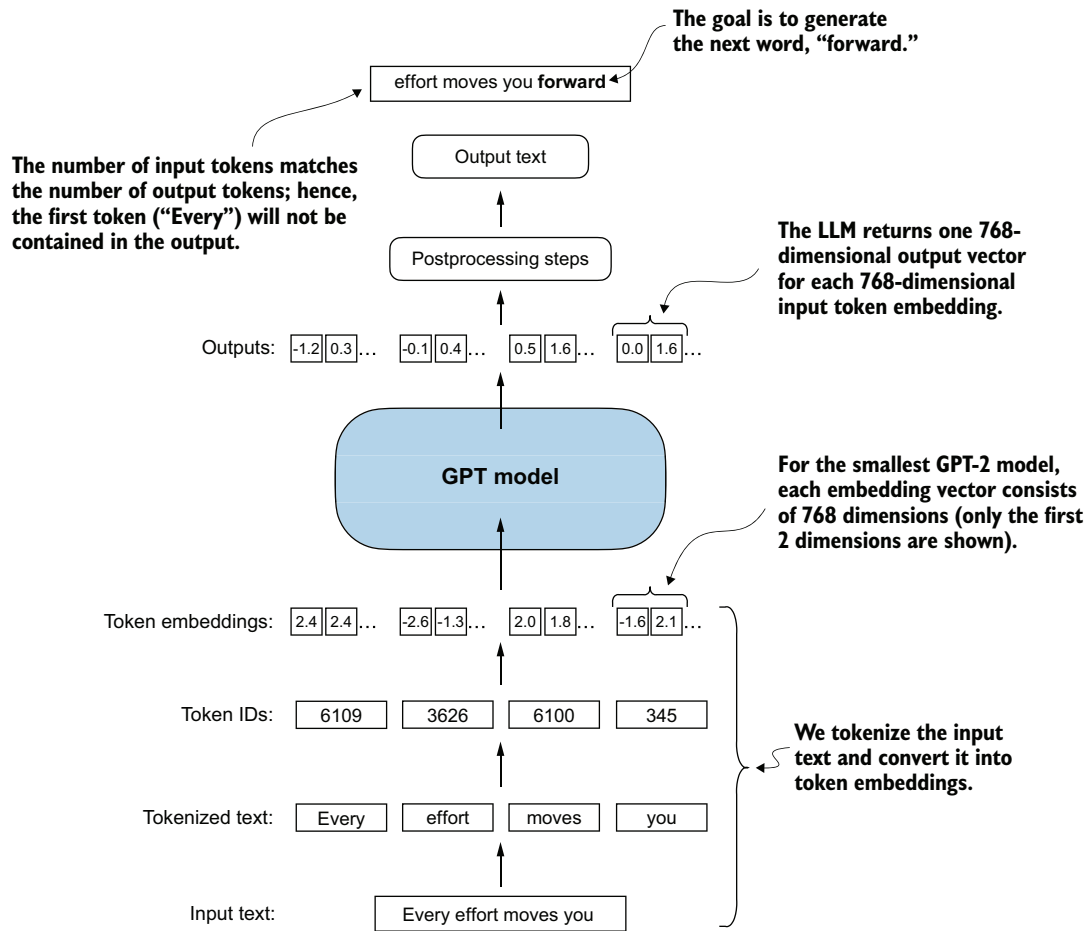 The goal is to generate
the next word, “forward.”
effort moves you forward
The number of input tokens matches
the number of output tokens; hence,
the first token (“Every”) will not be
contained in the output.
Output text
Postprocessing steps
The LLM returns one 768-
dimensional output vector
for each 768-dimensional
input token embedding.
Outputs: -1.2 0.3 … -0.1 0.4 … 0.5 1.6 … 0.0 1.6 …
GPT model
For the smallest GPT-2 model,
each embedding vector consists
of 768 dimensions (only the first
2 dimensions are shown).
Token embeddings: 2.4 2.4 … -2.6 -1.3 … 2.0 1.8 … -1.6 2.1 …
Token IDs: 6109 3626 6100 345
We tokenize the input
text and convert it into
token embeddings.
Tokenized text: Every effort moves you
Input text: Every effort moves you